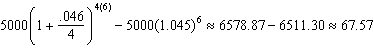 5000(1 + .046/4)^4(6) − 5000(1.045)^6 ≈ 6578.87 − 6511.30 ≈ 67.57